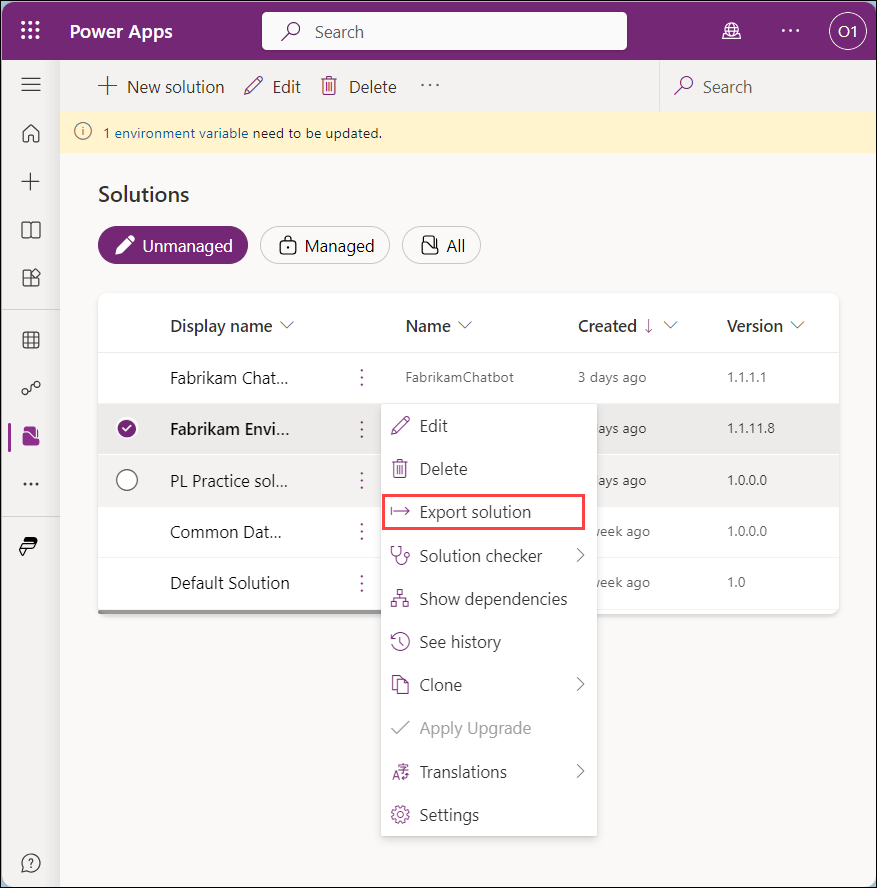 Power Apps Search O1
New solution Edit Delete ... Search
1 environment variable need to be updated.
Solutions
Unmanaged Managed All
Display name Name Created Version
Fabrikam Chat... FabrikamChatbot 3 days ago 1.1.1.1
Fabrikam Envi... ays ago 1.1.11.8
Edit
PL Practice sol... ays ago 1.0.0.0
Delete
Export solution
Common Dat... week ago 1.0.0.0
Solution checker
Default Solution week ago 1.0
Show dependencies
See history
Clone
Apply Upgrade
Translations
Settings